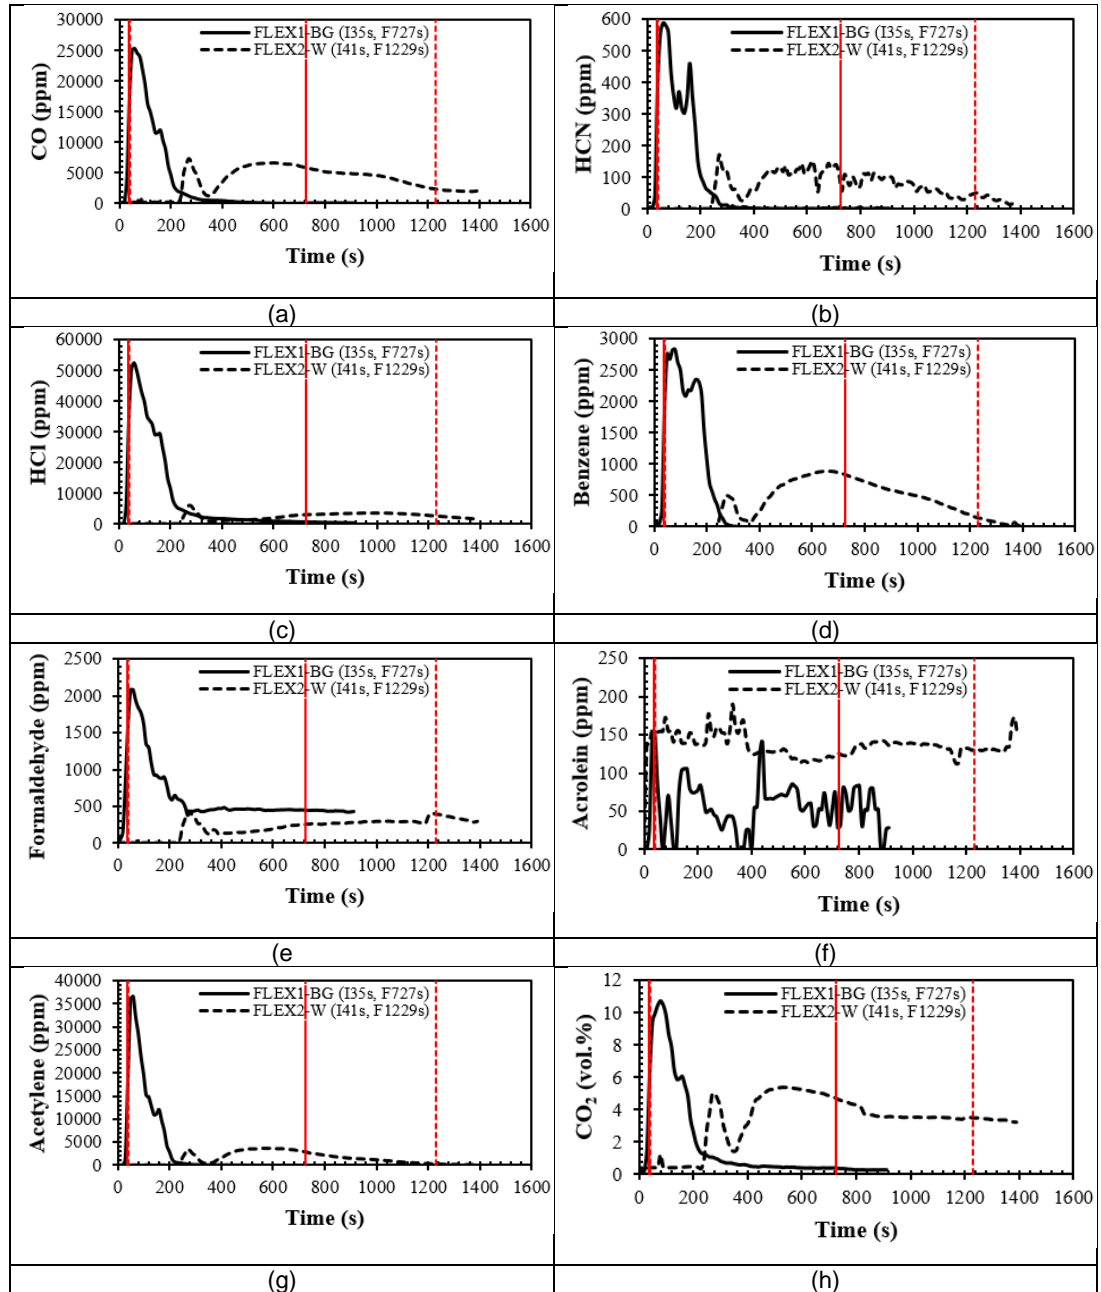 30000
25000
20000
15000
10000
5000
0
CO (ppm)
FLEX1-BG (I35s, F727s)
FLEX2-W (I41s, F1229s)
0 200 400 600 800 1000 1200 1400 1600
Time (s)
600
500
400
300
200
100
0
HCN (ppm)
FLEX1-BG (I35s, F727s)
FLEX2-W (I41s, F1229s)
0 200 400 600 800 1000 1200 1400 1600
Time (s)
(a)
(b)
60000
50000
40000
30000
20000
10000
0
HCl (ppm)
FLEX1-BG (I35s, F727s)
FLEX2-W (I41s, F1229s)
0 200 400 600 800 1000 1200 1400 1600
Time (s)
3000
2500
2000
1500
1000
500
0
Benzene (ppm)
FLEX1-BG (I35s, F727s)
FLEX2-W (I41s, F1229s)
0 200 400 600 800 1000 1200 1400 1600
Time (s)
(c)
(d)
2500
2000
1500
1000
500
0
Formaldehyde (ppm)
FLEX1-BG (I35s, F727s)
FLEX2-W (I41s, F1229s)
0 200 400 600 800 1000 1200 1400 1600
Time (s)
250
200
150
100
50
0
Acrolein (ppm)
FLEX1-BG (I35s, F727s)
FLEX2-W (I41s, F1229s)
0 200 400 600 800 1000 1200 1400 1600
Time (s)
(e
(f)
40000
35000
30000
25000
20000
15000
10000
5000
0
Acetylene (ppm)
FLEX1-BG (I35s, F727s)
FLEX2-W (I41s, F1229s)
0 200 400 600 800 1000 1200 1400 1600
Time (s)
12
10
8
6
4
2
0
CO₂ (vol.%)
FLEX1-BG (I35s, F727s)
FLEX2-W (I41s, F1229s)
0 200 400 600 800 1000 1200 1400 1600
Time (s)
(g)
(h)